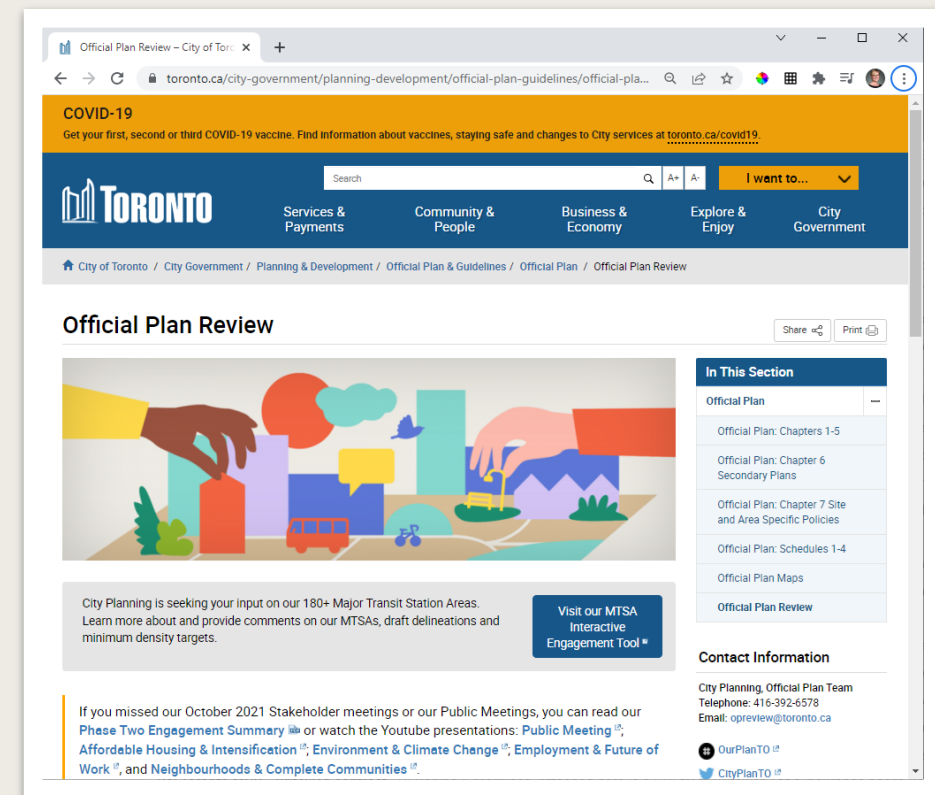 Official Plan Review – City of Toro
toronto.ca/city-government/planning-development/official-plan-guidelines/official-pla...
COVID-19
Get your first, second or third COVID-19 vaccine. Find information about vaccines, staying safe and changes to City services at toronto.ca/covid19.
Search
A+ A-
I want to...
TORONTO
Services & Payments
Community & People
Business & Economy
Explore & Enjoy
City Government
City of Toronto / City Government / Planning & Development / Official Plan & Guidelines / Official Plan / Official Plan Review
Official Plan Review
Share
Print
City Planning is seeking your input on our 180+ Major Transit Station Areas.
Learn more about and provide comments on our MTSAs, draft delineations and
minimum density targets.
Visit our MTSA
Interactive
Engagement Tool
If you missed our October 2021 Stakeholder meetings or our Public Meetings, you can read our
Phase Two Engagement Summary or watch the Youtube presentations: Public Meeting;
Affordable Housing & Intensification; Environment & Climate Change; Employment & Future of
Work, and Neighbourhoods & Complete Communities.
In This Section
Official Plan
Official Plan: Chapters 1-5
Official Plan: Chapter 6
Secondary Plans
Official Plan: Chapter 7 Site
and Area Specific Policies
Official Plan: Schedules 1-4
Official Plan Maps
Official Plan Review
Contact Information
City Planning, Official Plan Team
Telephone: 416-392-6578
Email: opreview@toronto.ca
OurPlanTO
CityPlanTO